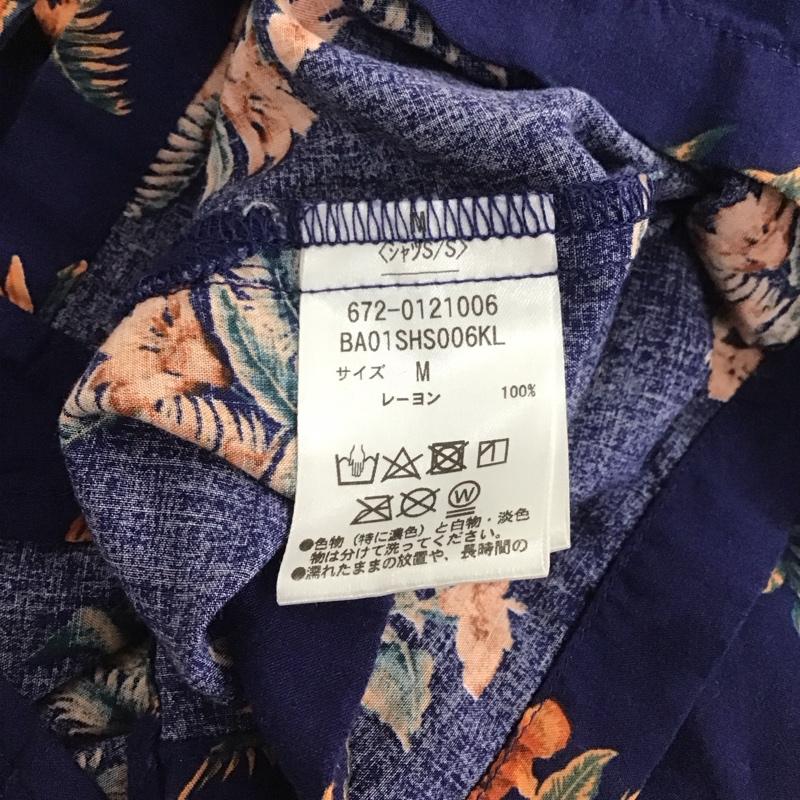 M
〈シャツS/S〉
672-0121006
BA01SHS006KL
サイズ M
レーヨン 100%
W
●色物（特に濃色）と白物・淡色
物は分けて洗ってください。
●濡れたままの放置や、長時間の